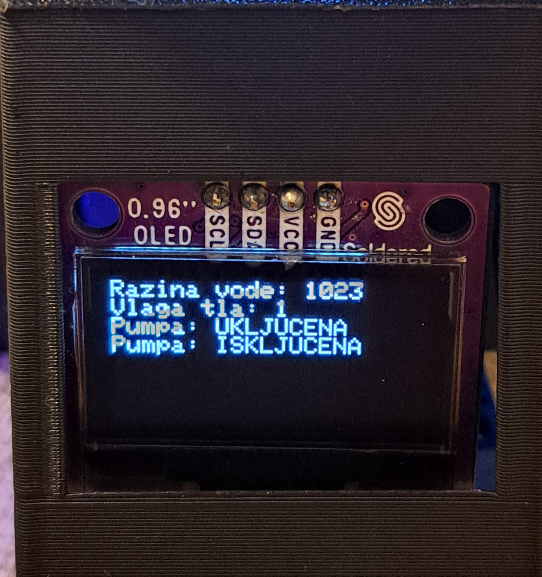 0.96''
OLED
SCL
SDA
VCC
GND
Soldered
Razina vode: 1023
Vlaga tla: 1
Pumpa: UKLJUCENA
Pumpa: ISKLJUCENA